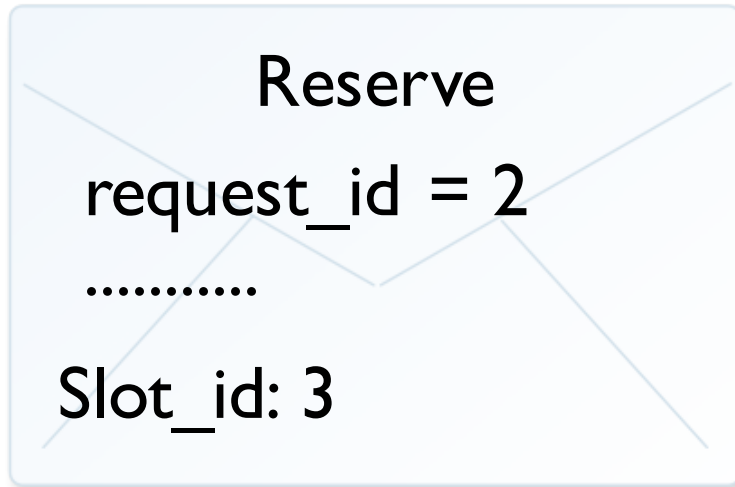 Reserve
request_id = 2
...........
Slot_id: 3